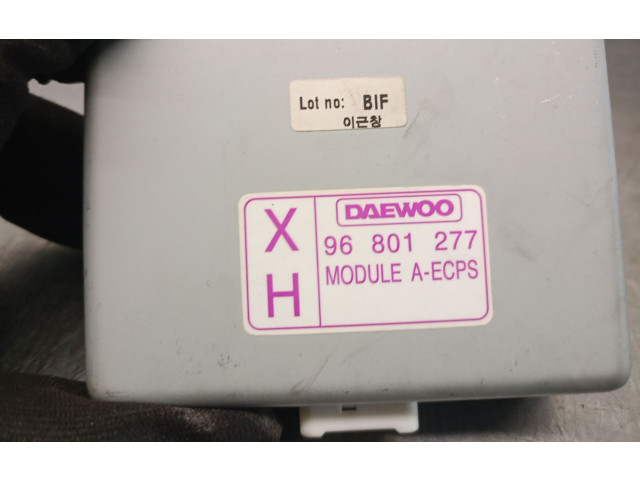 Lot no: BIF
이근창
X
H
DAEWOO
96 801 277
MODULE A-ECPS